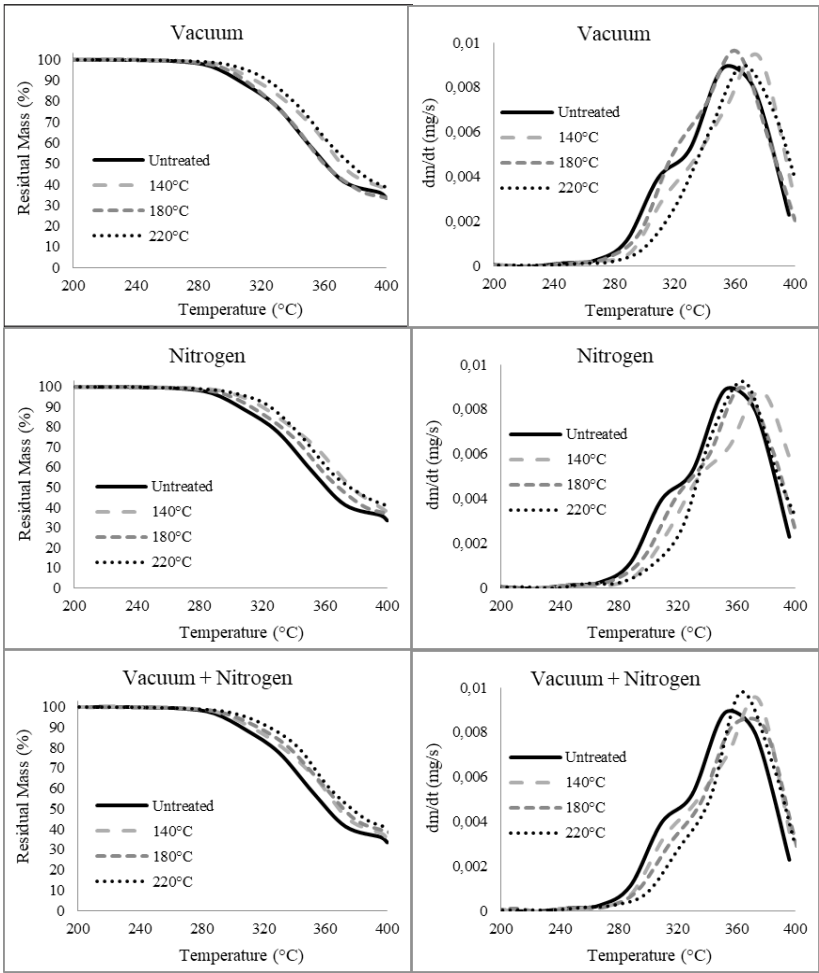 Vacuum
Residual Mass (%)
100
90
80
70
60
50
40
30
20
10
0
Untreated
140°C
180°C
220°C
200 240 280 320 360 400
Temperature (°C)
Vacuum
dm/dt (mg/s)
0,01
0,008
0,006
0,004
0,002
0
Untreated
140°C
180°C
220°C
200 240 280 320 360 400
Temperature (°C)
Nitrogen
Residual Mass (%)
100
90
80
70
60
50
40
30
20
10
0
Untreated
140°C
180°C
220°C
200 240 280 320 360 400
Temperature (°C)
Nitrogen
dm/dt (mg/s)
0,01
0,008
0,006
0,004
0,002
0
Untreated
140°C
180°C
220°C
200 240 280 320 360 400
Temperature (°C)
Vacuum + Nitrogen
Residual Mass (%)
100
90
80
70
60
50
40
30
20
10
0
Untreated
140°C
180°C
220°C
200 240 280 320 360 400
Temperature (°C)
Vacuum + Nitrogen
dm/dt (mg/s)
0,01
0,008
0,006
0,004
0,002
0
Untreated
140°C
180°C
220°C
200 240 280 320 360 400
Temperature (°C)